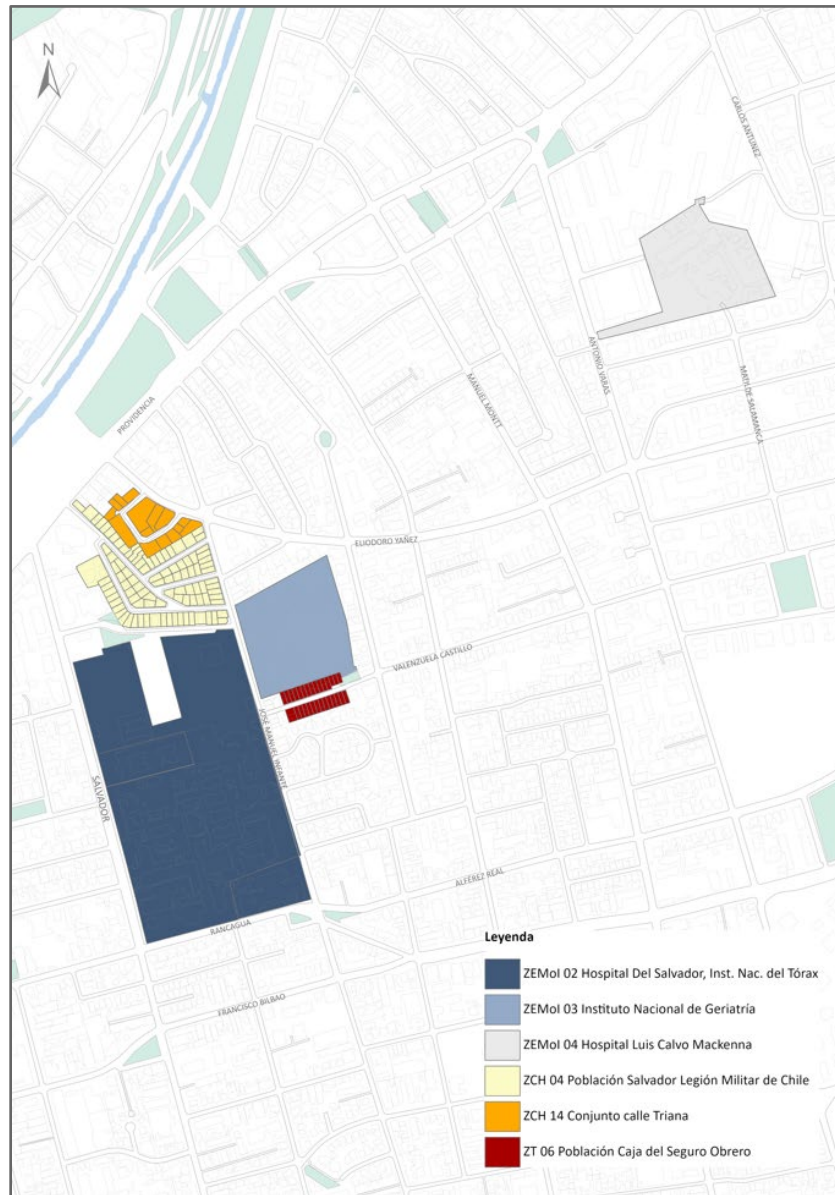 N
CARLOS ANTUNEZ
ANTONIO VARAS
MATILDE SALAMANCA
MANUEL MONTT
PROVIDENCIA
ELIODORO YAÑEZ
VALENZUELA CASTILLO
JOSE MANUEL INFANTE
SALVADOR
ALFÉREZ REAL
RANCAGUA
FRANCISCO BILBAO
Leyenda
ZEMoI 02 Hospital Del Salvador, Inst. Nac. del Tórax
ZEMoI 03 Instituto Nacional de Geriatría
ZEMoI 04 Hospital Luis Calvo Mackenna
ZCH 04 Población Salvador Legión Militar de Chile
ZCH 14 Conjunto calle Triana
ZT 06 Población Caja del Seguro Obrero